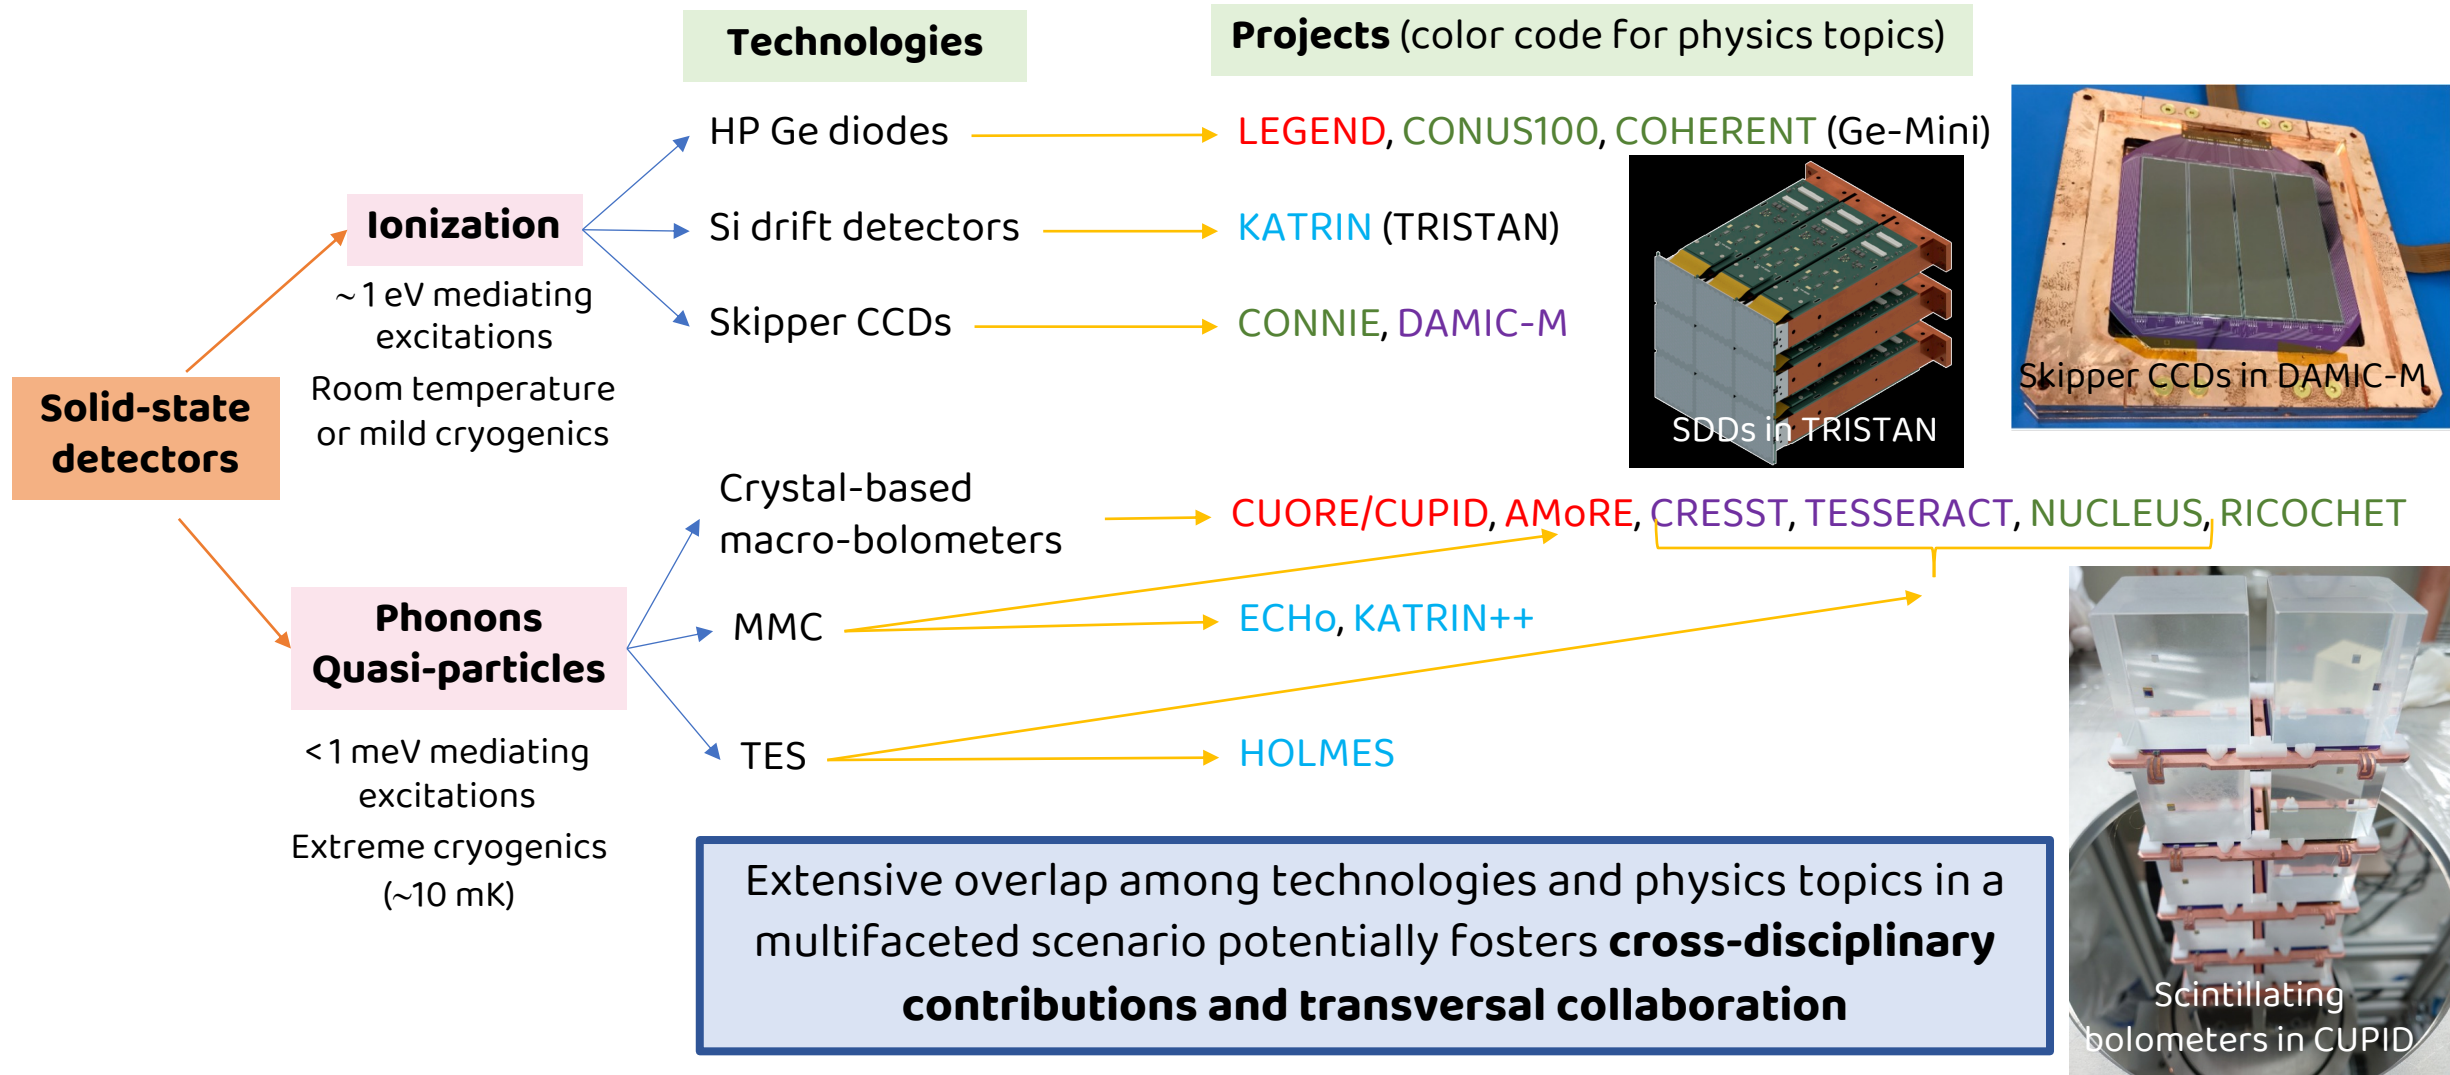 Technologies
Projects (color code for physics topics)
HP Ge diodes
LEGEND, CONUS100, COHERENT (Ge-Mini)
Ionization
Si drift detectors
KATRIN (TRISTAN)
~ 1 eV mediating
excitations
Skipper CCDs
CONNIE, DAMIC-M
Room temperature
or mild cryogenics
Skipper CCDs in DAMIC-M
SDDs in TRISTAN
Solid-state
detectors
Crystal-based
macro-bolometers
CUORE/CUPID, AMoRE, CRESST, TESSERACT, NUCLEUS, RICOCHET
Phonons
Quasi-particles
MMC
ECHo, KATRIN++
< 1 meV mediating
excitations
TES
HOLMES
Extreme cryogenics
(~10 mK)
Extensive overlap among technologies and physics topics in a
multifaceted scenario potentially fosters cross-disciplinary
contributions and transversal collaboration
Scintillating
bolometers in CUPID